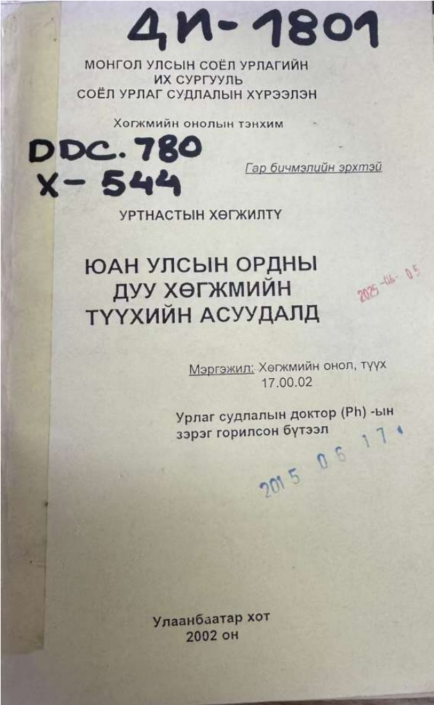 ДИ-1801
МОНГОЛ УЛСЫН СОЁЛ УРЛАГИЙН
ИХ СУРГУУЛЬ
СОЁЛ УРЛАГ СУДЛАЛЫН ХҮРЭЭЛЭН
Хөгжмийн онолын тэнхим
DDC.780
Х-544
Гар бичмэлийн эрхтэй
УРТНАСТЫН ХӨГЖИЛТҮ
ЮАН УЛСЫН ОРДНЫ
ДУУ ХӨГЖМИЙН
ТҮҮХИЙН АСУУДАЛД
2025-06-05
Мэргэжил: Хөгжмийн онол, түүх
17.00.02
Урлаг судлалын доктор (Ph) -ын
зэрэг горилсон бүтээл
2015 06 17
Улаанбаатар хот
2002 он